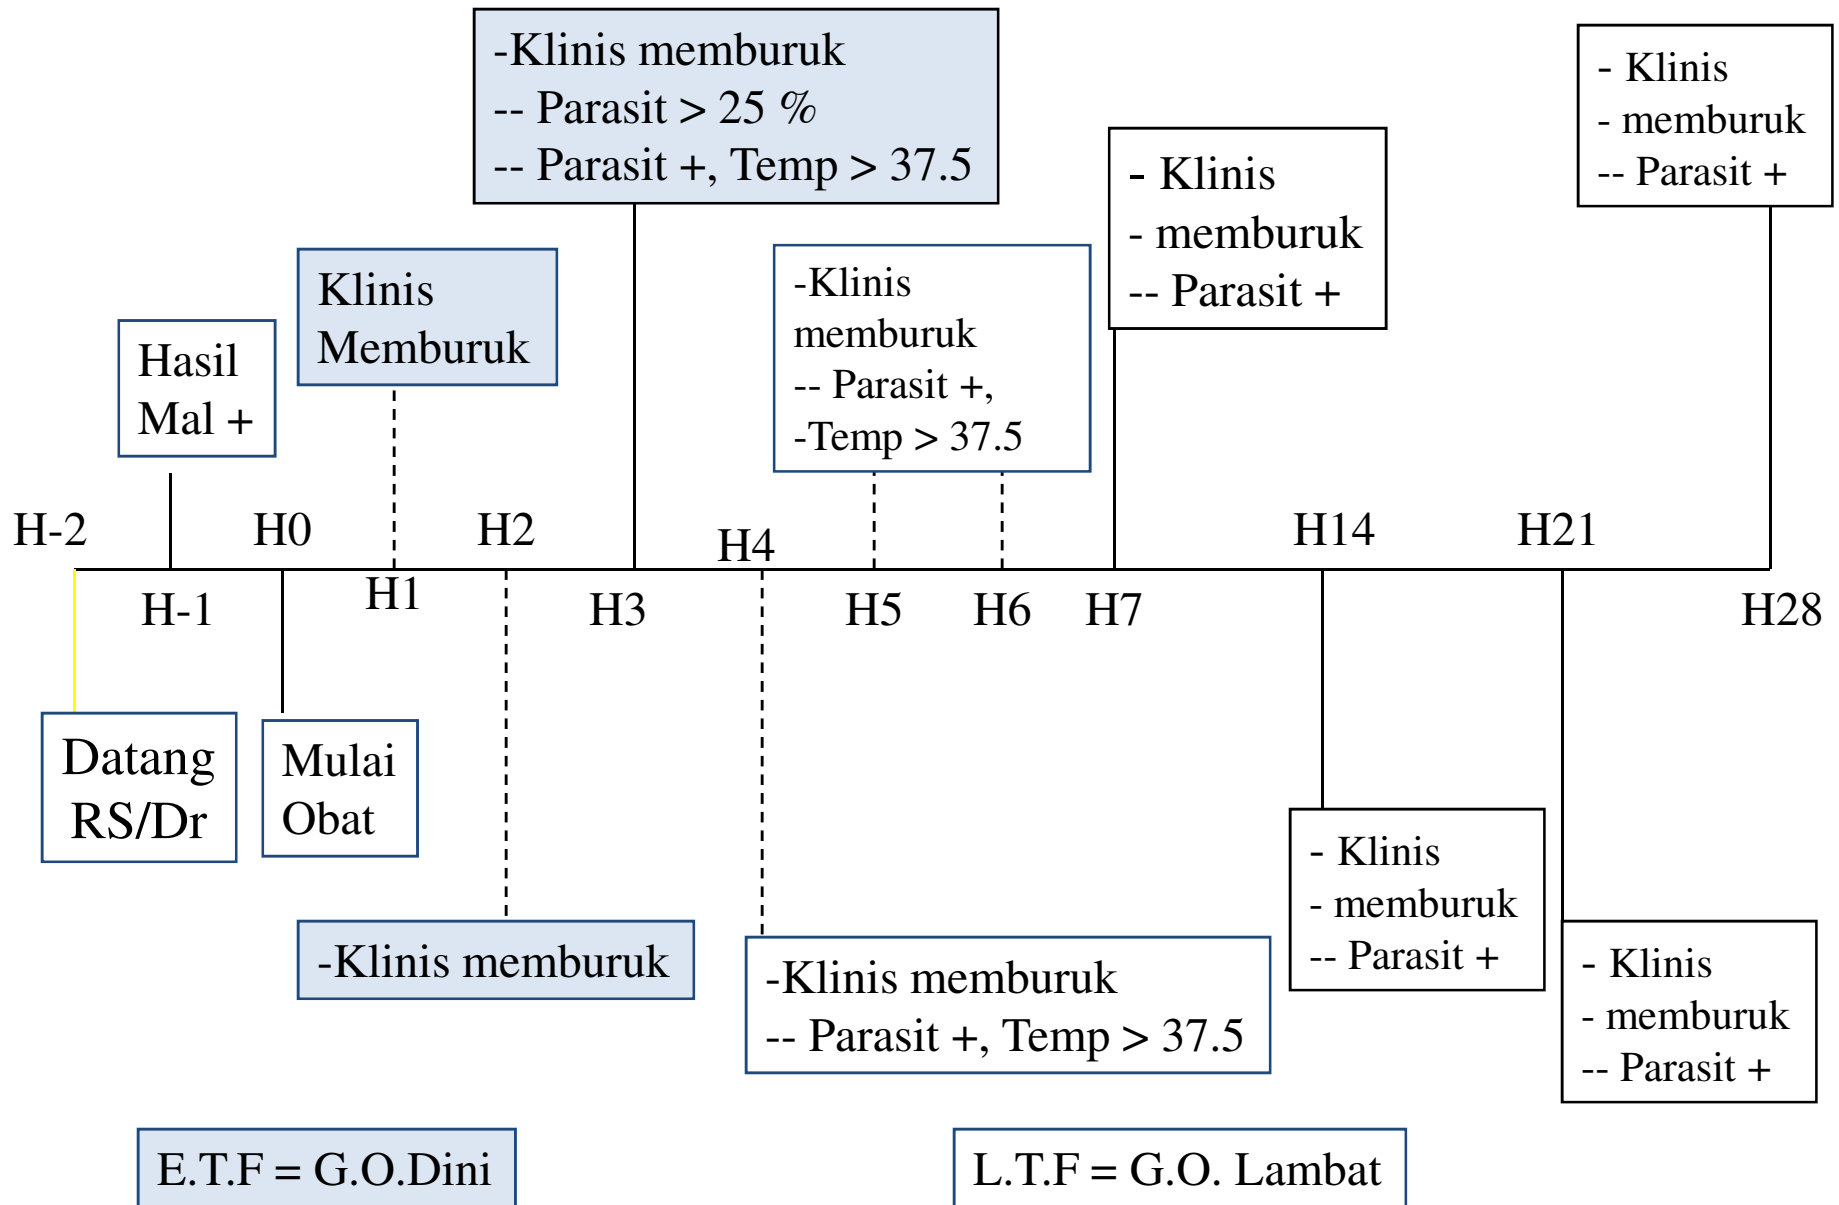 -Klinis memburuk
-- Parasit > 25 %
-- Parasit +, Temp > 37.5
- Klinis
- memburuk
-- Parasit +
- Klinis
- memburuk
-- Parasit +
Klinis
Memburuk
-Klinis
memburuk
-- Parasit +,
-Temp > 37.5
Hasil
Mal +
H-2
H0
H2
H4
H14
H21
H-1
H1
H3
H5
H6
H7
H28
Datang
RS/Dr
Mulai
Obat
- Klinis
- memburuk
-- Parasit +
-Klinis memburuk
-Klinis memburuk
-- Parasit +, Temp > 37.5
- Klinis
- memburuk
-- Parasit +
E.T.F = G.O.Dini
L.T.F = G.O. Lambat